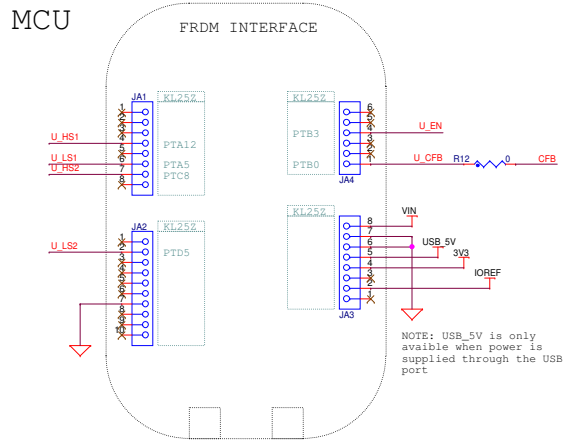 MCU
FRDM INTERFACE
JA1
KL25Z
1
2
3
U_HS1
4
PTA12
5
U_LS1
6
PTA5
U_HS2
7
PTC8
8
KL25Z
6
5
PTB3
4
U_EN
3
2
PTB0
1
U_CFB
R12
0
CFB
JA4
JA2
KL25Z
1
U_LS2
2
PTD5
3
4
5
6
7
8
9
10
KL25Z
VIN
8
7
6
USB_5V
5
3V3
4
3
IOREF
2
1
JA3
NOTE: USB_5V is only
avaible when power is
supplied through the USB
port